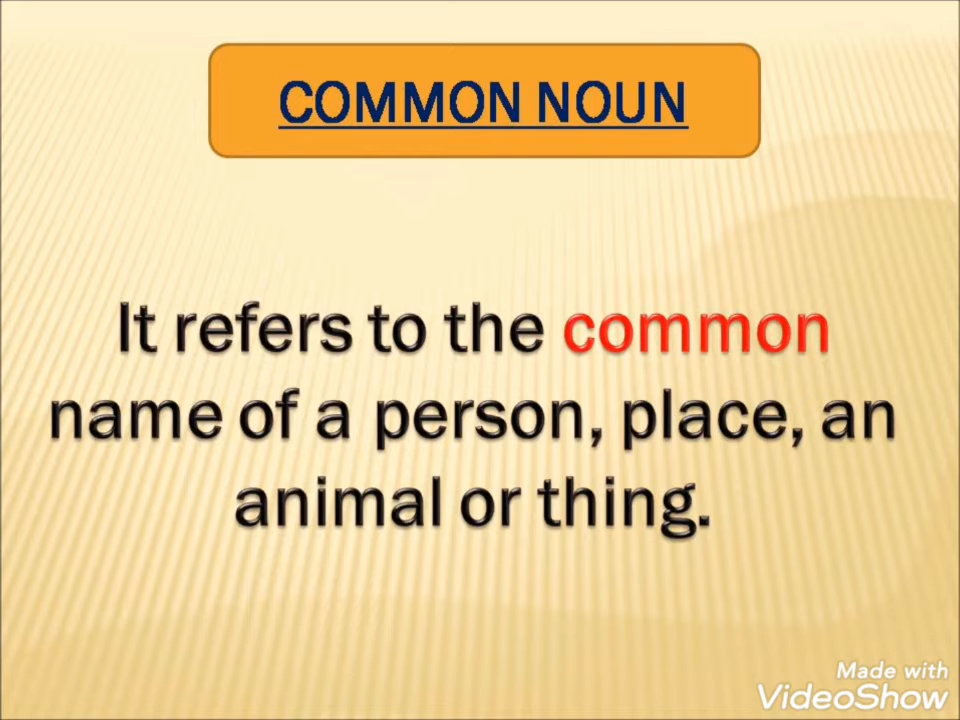 COMMON NOUN
It refers to the common
name of a person, place, an
animal or thing.
Made with
VideoShow